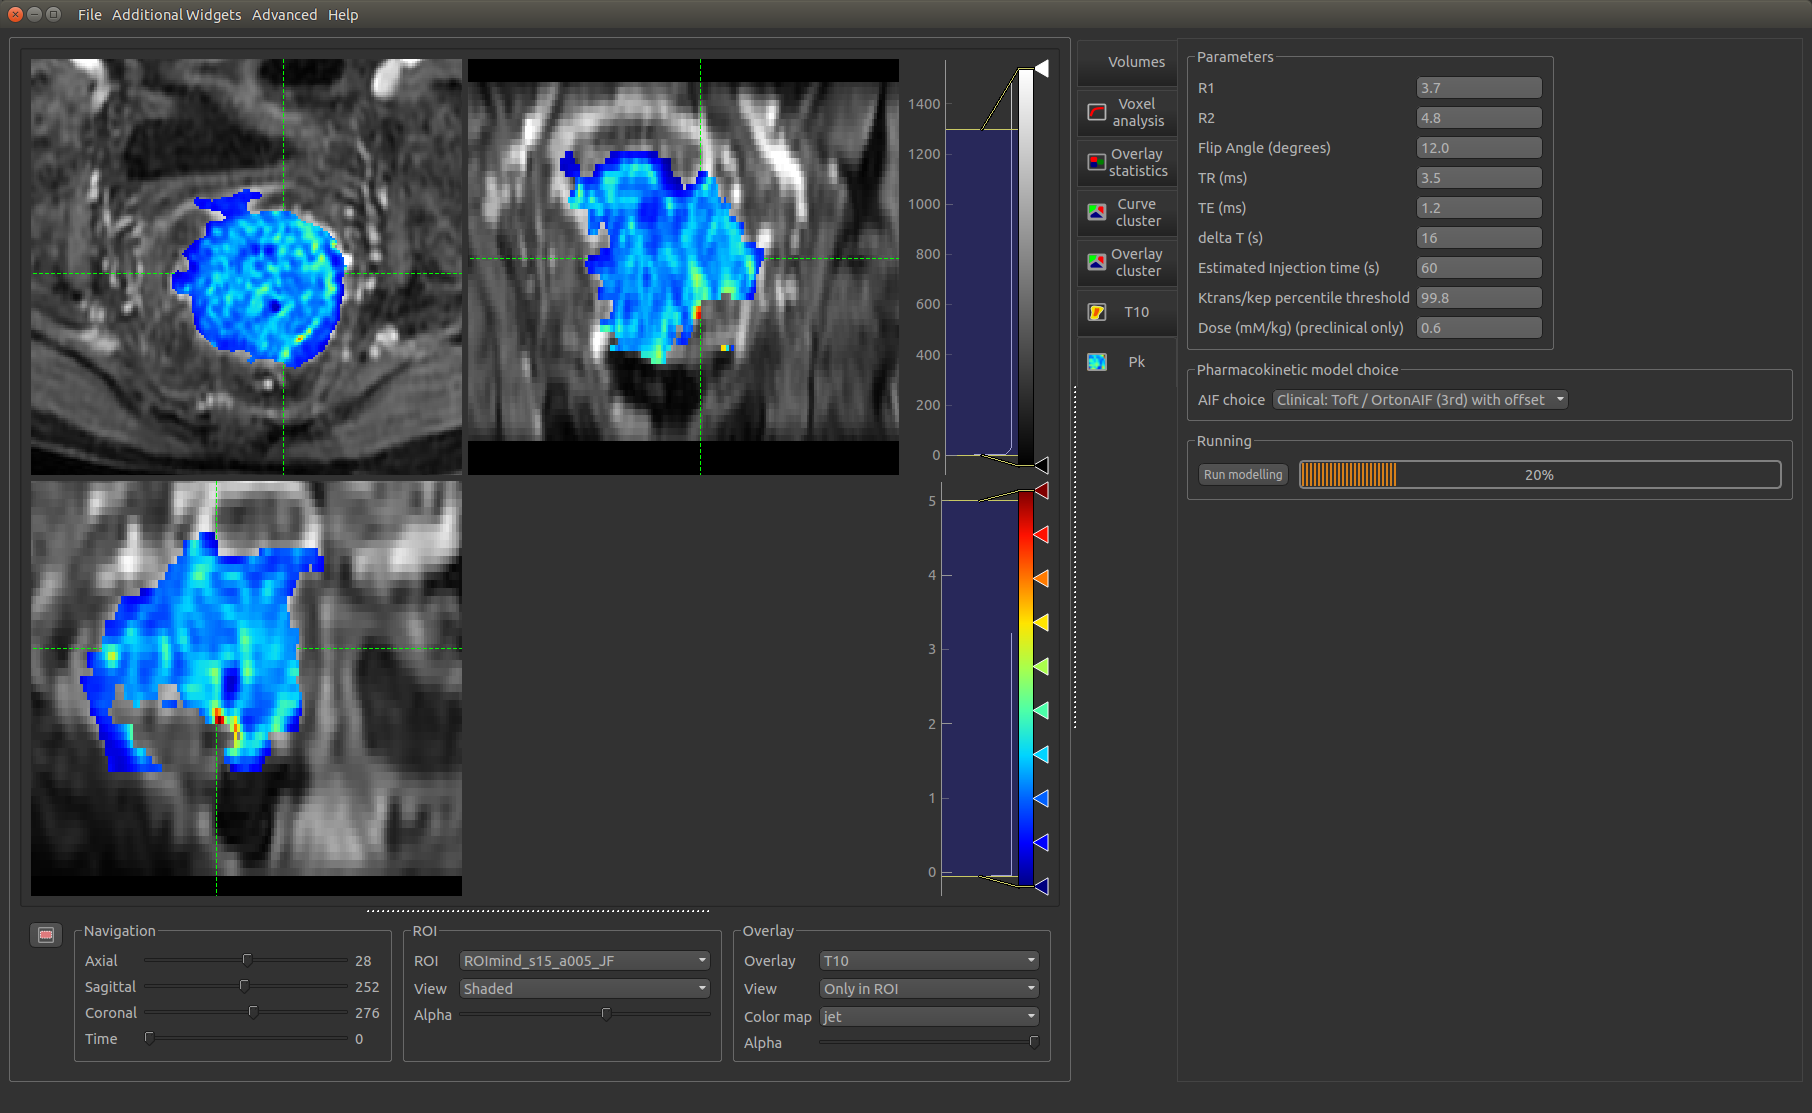 File Additional Widgets Advanced Help
1400
1200
1000
800
600
400
200
0
5
4
3
2
1
0
Navigation
Axial 28
Sagittal 252
Coronal 276
Time 0
ROI
ROI ROImind_s15_a005_JF
View Shaded
Alpha
Overlay
Overlay T10
View Only in ROI
Color map jet
Alpha
Volumes
Voxel
analysis
Overlay
statistics
Curve
cluster
Overlay
cluster
T10
Pk
Parameters
R1 3.7
R2 4.8
Flip Angle (degrees) 12.0
TR (ms) 3.5
TE (ms) 1.2
delta T (s) 16
Estimated Injection time (s) 60
Ktrans/kep percentile threshold 99.8
Dose (mM/kg) (preclinical only) 0.6
Pharmacokinetic model choice
AIF choice Clinical: Toft / OrtonAIF (3rd) with offset
Running
Run modelling 20%